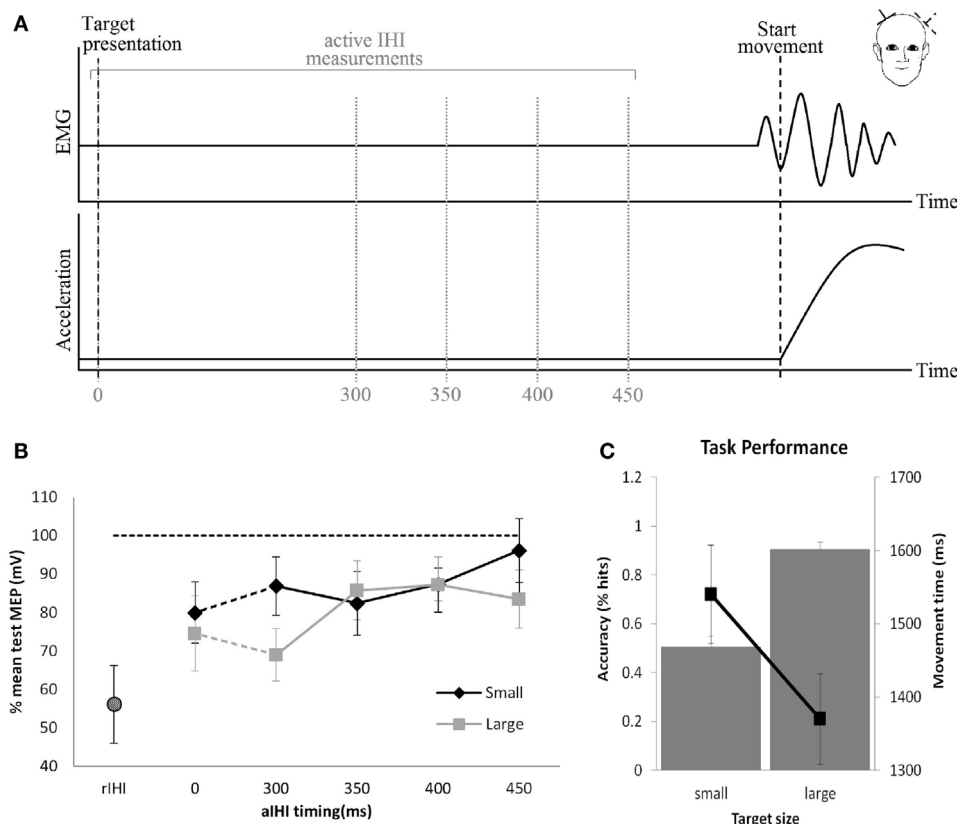 A
Target
presentation
active IHI
measurements
Start
movement
EMG
Time
Acceleration
Time
0
300
350
400
450
B
110
100
90
80
70
60
50
40
% mean test MEP (mV)
Small
Large
rIHI
0
300
350
400
450
aIHI timing(ms)
C
Task Performance
1.2
1
0.8
0.6
0.4
0.2
0
Accuracy (% hits)
1700
1600
1500
1400
1300
Movement time (ms)
small
large
Target size